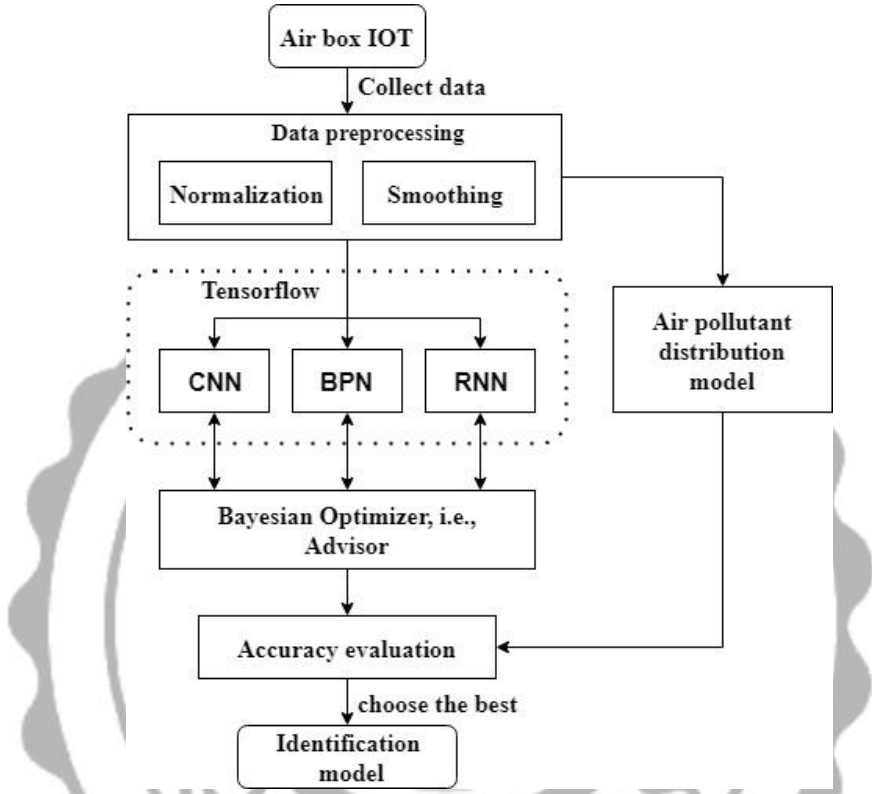 Air box IOT
Collect data
Data preprocessing
Normalization
Smoothing
Tensorflow
CNN
BPN
RNN
Air pollutant
distribution
model
Bayesian Optimizer, i.e.,
Advisor
Accuracy evaluation
choose the best
Identification
model